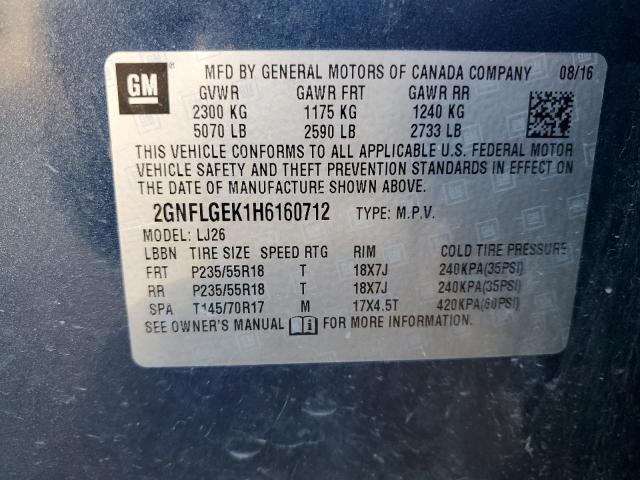 GM ® MFD BY GENERAL MOTORS OF CANADA COMPANY 08/16
GVWR GAWR FRT GAWR RR
2300 KG 1175 KG 1240 KG
5070 LB 2590 LB 2733 LB
THIS VEHICLE CONFORMS TO ALL APPLICABLE U.S. FEDERAL MOTOR
VEHICLE SAFETY AND THEFT PREVENTION STANDARDS IN EFFECT ON
THE DATE OF MANUFACTURE SHOWN ABOVE.
2GNFLGEK1H6160712 TYPE: M.P.V.
MODEL: LJ26
LBBN TIRE SIZE SPEED RTG RIM COLD TIRE PRESSURE
FRT P235/55R18 T 18X7J 240KPA(35PSI)
RR P235/55R18 T 18X7J 240KPA(35PSI)
SPA T145/70R17 M 17X4.5T 420KPA(60PSI)
SEE OWNER'S MANUAL FOR MORE INFORMATION.